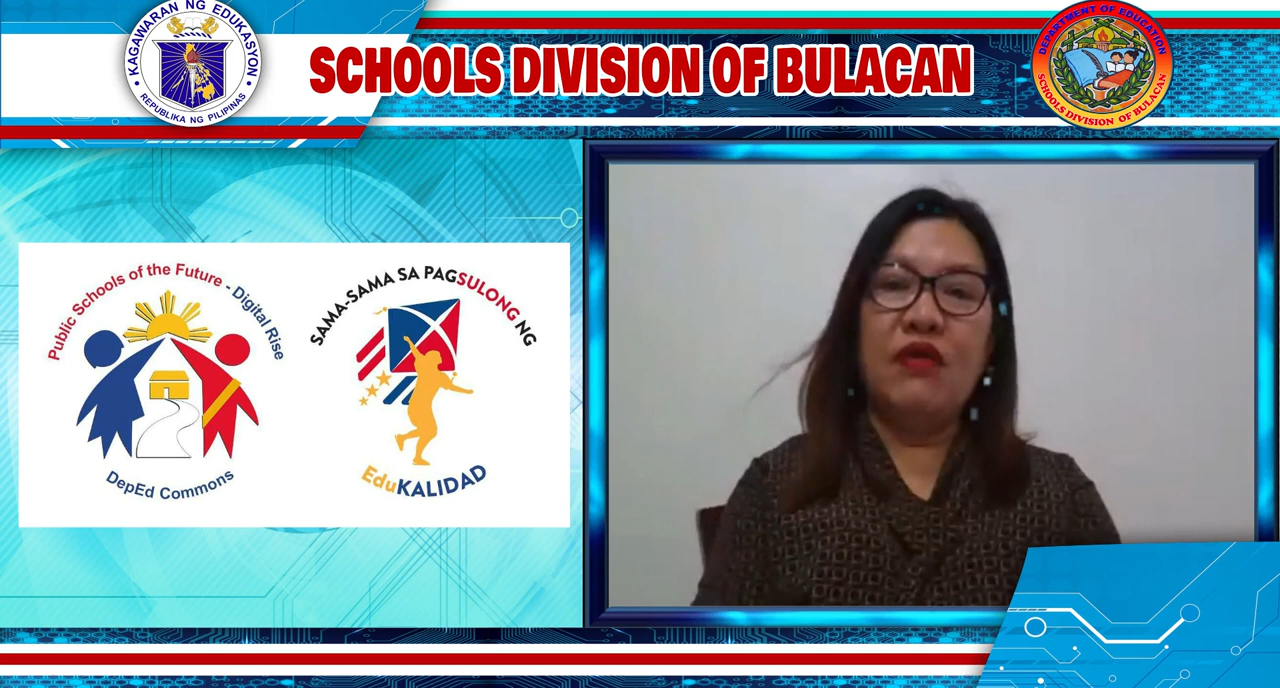 KAGAWARAN NG EDUKASYON
REPUBLIKA NG PILIPINAS
SCHOOLS DIVISION OF BULACAN
DEPARTMENT OF EDUCATION
SCHOOLS DIVISION OF BULACAN
Public Schools of the Future - Digital Rise
DepEd Commons
SAMA-SAMA SA PAGSULONG NG
EduKALIDAD